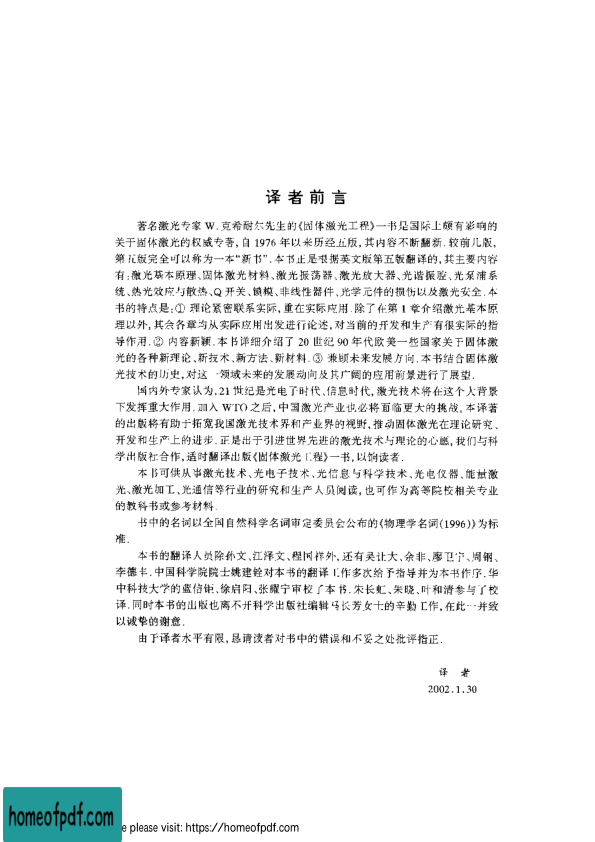 译者前言
著名激光专家 W. 克希耐尔先生的《固体激光工程》一书是国际上颇有影响的
关于固体激光的权威专著,自 1976 年以来历经五版,其内容不断翻新.较前几版,
第五版完全可以称为一本“新书”.本书正是根据英文版第五版翻译的,其主要内容
有:激光基本原理、固体激光材料、激光振荡器、激光放大器、光谐振腔、光泵浦系
统、热光效应与散热、Q 开关、锁模、非线性器件、光学元件的损伤以及激光安全.本
书的特点是:① 理论紧密联系实际,重在实际应用.除了在第 1 章介绍激光基本原
理以外,其余各章均从实际应用出发进行论述,对当前的开发和生产有很实际的指
导作用.② 内容新颖.本书详细介绍了 20 世纪 90 年代欧美一些国家关于固体激
光的各种新理论、新技术、新方法、新材料.③ 兼顾未来发展方向.本书结合固体激
光技术的历史,对这一领域未来的发展动向及其广阔的应用前景进行了展望.
国内外专家认为,21 世纪是光电子时代、信息时代,激光技术将在这个大背景
下发挥重大作用.加入 WTO 之后,中国激光产业也必将面临更大的挑战,本译著
的出版将有助于拓宽我国激光技术界和产业界的视野,推动固体激光在理论研究、
开发和生产上的进步.正是出于引进世界先进的激光技术与理论的心愿,我们与科
学出版社合作,适时翻译出版《固体激光工程》一书,以饷读者.
本书可供从事激光技术、光电子技术、光信息与科学技术、光电仪器、能量激
光、激光加工、光通信等行业的研究和生产人员阅读,也可作为高等院校相关专业
的教科书或参考材料.
书中的名词以全国自然科学名词审定委员会公布的《物理学名词(1996)》为标
准.
本书的翻译人员除孙文、江泽文、程国祥外,还有吴让大、余非、廖卫宁、周钢、
李德丰.中国科学院院士姚建铨对本书的翻译工作多次给予指导并为本书作序.华
中科技大学的蓝信钜、徐启阳、张耀宁审校了本书.朱长虹、朱晓、叶和清参与了校
译.同时本书的出版也离不开科学出版社编辑马长芳女士的辛勤工作,在此一并致
以诚挚的谢意.
由于译者水平有限,恳请读者对书中的错误和不妥之处批评指正.
译 者
2002.1.30
homeofpdf.com
e please visit: https://homeofpdf.com